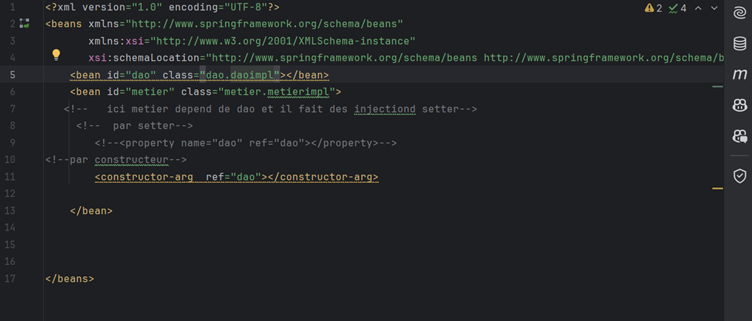 1 <?xml version="1.0" encoding="UTF-8"?>
2 <beans xmlns="http://www.springframework.org/schema/beans"
3 xmlns:xsi="http://www.w3.org/2001/XMLSchema-instance"
4 xsi:schemaLocation="http://www.springframework.org/schema/beans http://www.springframework.org/schema/b
5 <bean id="dao" class="dao.daoimpl"></bean>
6 <bean id="metier" class="metier.metierimpl">
7 <!-- ici metier depend de dao et il fait des injectiond setter-->
8 <!-- par setter-->
9 <!--<property name="dao" ref="dao"></property>-->
10 <!--par constructeur-->
11 <constructor-arg ref="dao"></constructor-arg>
12
13 </bean>
14
15
16
17 </beans>
2 4
m